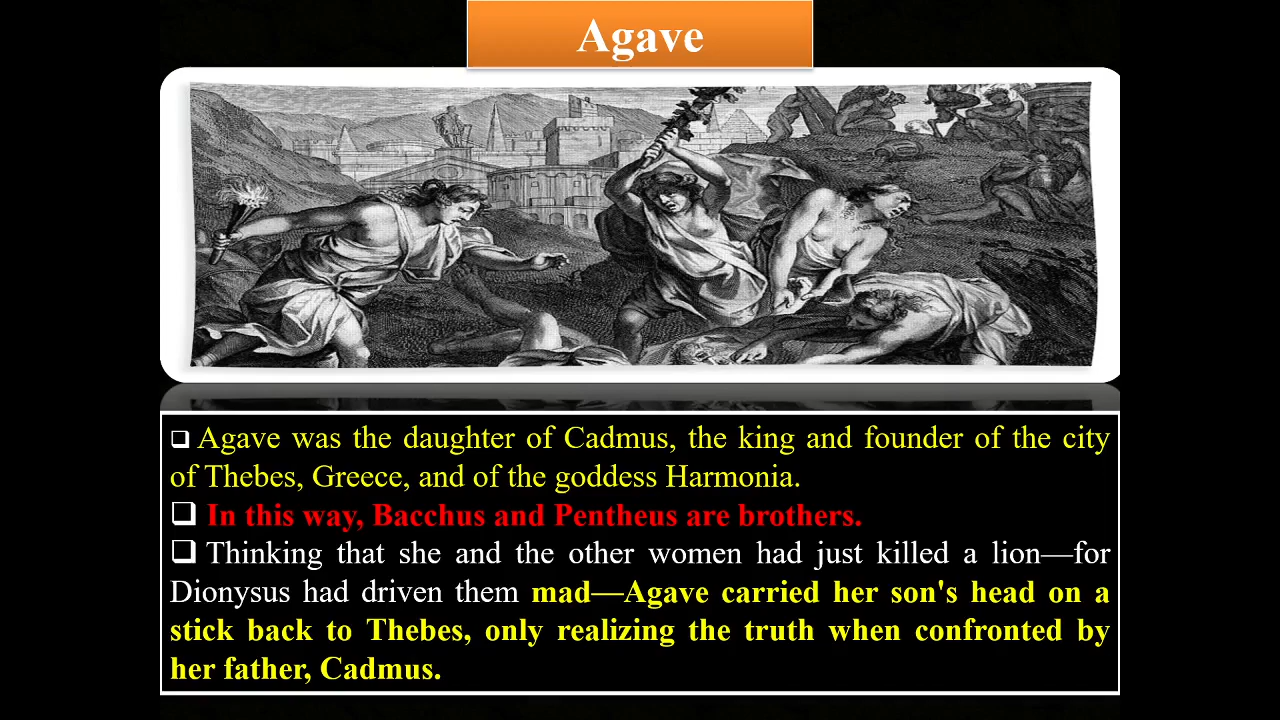 Agave
❑ Agave was the daughter of Cadmus, the king and founder of the city
of Thebes, Greece, and of the goddess Harmonia.
❑ In this way, Bacchus and Pentheus are brothers.
❑ Thinking that she and the other women had just killed a lion—for
Dionysus had driven them mad—Agave carried her son's head on a
stick back to Thebes, only realizing the truth when confronted by
her father, Cadmus.